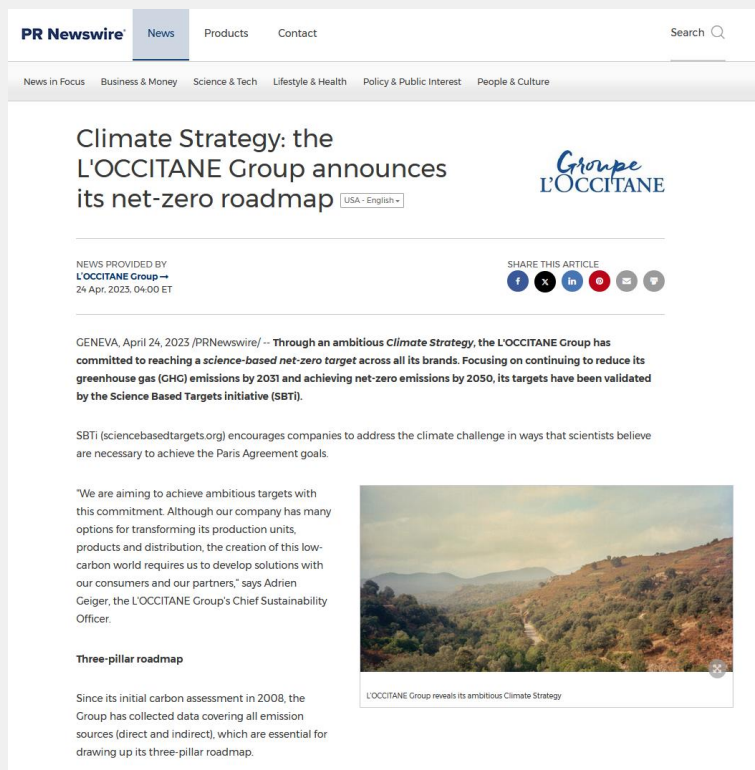 PR Newswire
News
Products
Contact
Search
News in Focus
Business & Money
Science & Tech
Lifestyle & Health
Policy & Public Interest
People & Culture
Climate Strategy: the
L'OCCITANE Group announces
its net-zero roadmap
USA - English
Groupe
L'OCCITANE
NEWS PROVIDED BY
L'OCCITANE Group →
24 Apr, 2023, 04:00 ET
SHARE THIS ARTICLE
GENEVA, April 24, 2023 /PRNewswire/ -- Through an ambitious Climate Strategy, the L'OCCITANE Group has
committed to reaching a science-based net-zero target across all its brands. Focusing on continuing to reduce its
greenhouse gas (GHG) emissions by 2031 and achieving net-zero emissions by 2050, its targets have been validated
by the Science Based Targets initiative (SBTi).
SBTi (sciencebasedtargets.org) encourages companies to address the climate challenge in ways that scientists believe
are necessary to achieve the Paris Agreement goals.
"We are aiming to achieve ambitious targets with
this commitment. Although our company has many
options for transforming its production units,
products and distribution, the creation of this low-
carbon world requires us to develop solutions with
our consumers and our partners," says Adrien
Geiger, the L'OCCITANE Group's Chief Sustainability
Officer.
Three-pillar roadmap
Since its initial carbon assessment in 2008, the
Group has collected data covering all emission
sources (direct and indirect), which are essential for
drawing up its three-pillar roadmap.
L'OCCITANE Group reveals its ambitious Climate Strategy